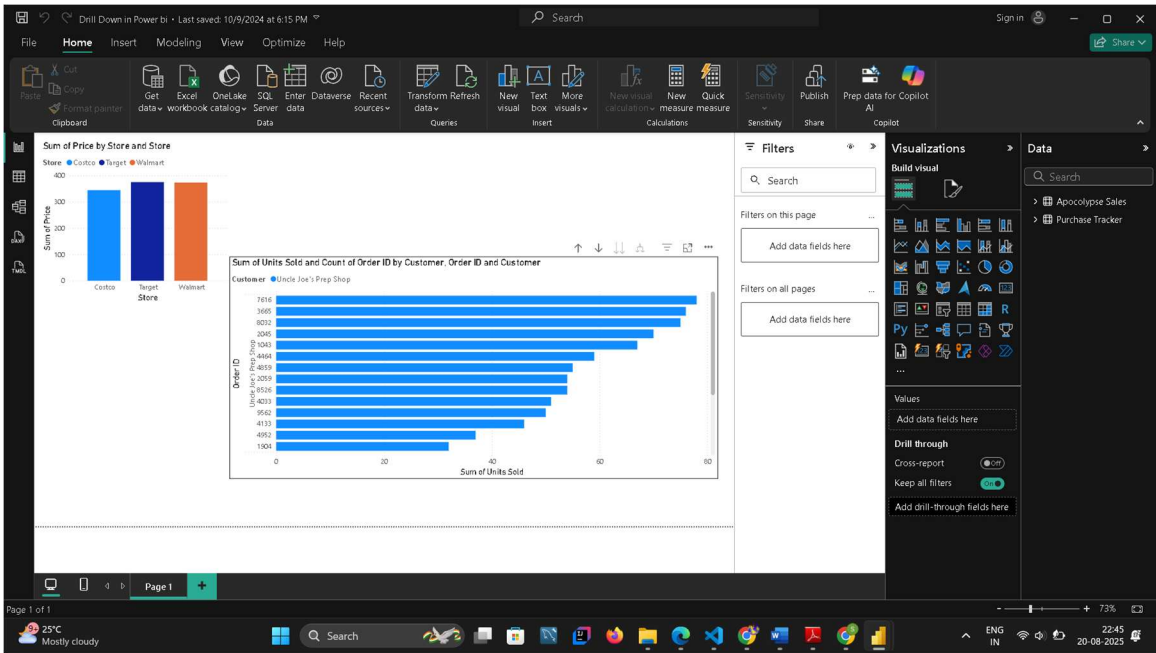 Drill Down in Power bi • Last saved: 10/9/2024 at 6:15 PM
Search
Sign in
File Home Insert Modeling View Optimize Help
Share
Paste
Cut
Copy
Format painter
Clipboard
Get data
Excel workbook
OneLake catalog
SQL Server
Enter data
Dataverse
Recent sources
Data
Transform data
Refresh
Queries
New visual
Text box
More visuals
Insert
New visual calculation
New measure
Quick measure
Calculations
Sensitivity
Sensitivity
Publish
Share
Prep data for Copilot
AI
Copilot
Sum of Price by Store and Store
Store Costco Target Walmart
400
300
200
100
0
Sum of Price
Costco Target Walmart
Store
Sum of Units Sold and Count of Order ID by Customer, Order ID and Customer
Customer Uncle Joe's Prep Shop
7616
3665
8032
2045
1043
4464
4859
2059
8526
4033
9562
4133
4952
1904
Order ID
Uncle Joe's Prep Shop
0 20 40 60 80
Sum of Units Sold
Filters
Search
Filters on this page ...
Add data fields here
Filters on all pages ...
Add data fields here
Visualizations
Build visual
R
Py
...
Values
Add data fields here
Drill through
Cross-report Off
Keep all filters On
Add drill-through fields here
Data
Search
Apocolypse Sales
Purchase Tracker
DAX
TMDL
Page 1
Page 1 of 1
73%
9+
25°C
Mostly cloudy
Search
ENG
IN
22:45
20-08-2025